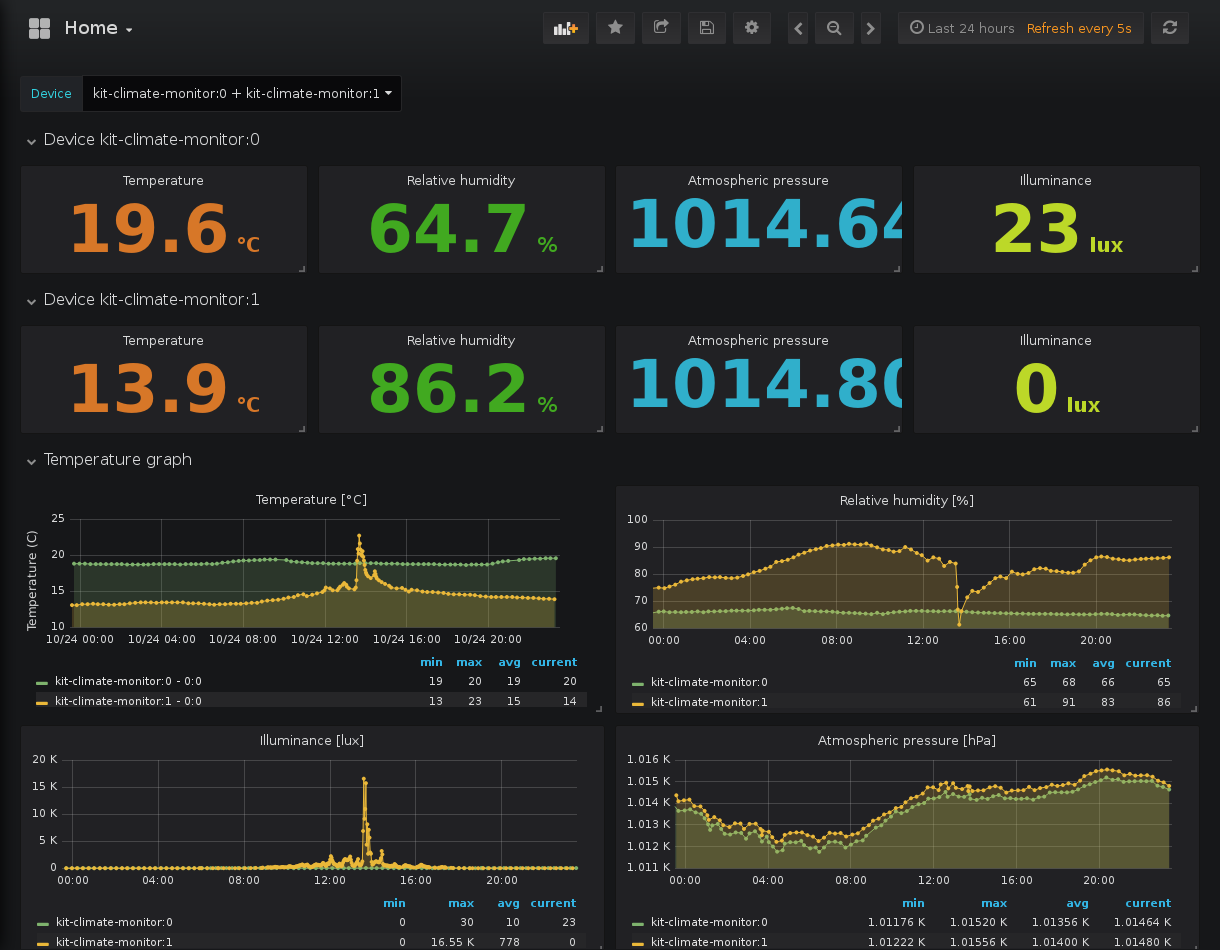 Home
Last 24 hours Refresh every 5s
Device kit-climate-monitor:0 + kit-climate-monitor:1
Device kit-climate-monitor:0
Temperature Relative humidity Atmospheric pressure Illuminance
19.6 °C 64.7 % 1014.64 23 lux
Device kit-climate-monitor:1
Temperature Relative humidity Atmospheric pressure Illuminance
13.9 °C 86.2 % 1014.80 0 lux
Temperature graph
Temperature [°C]
Temperature (C)
25
20
15
10
10/24 00:00 10/24 04:00 10/24 08:00 10/24 12:00 10/24 16:00 10/24 20:00
min max avg current
kit-climate-monitor:0 - 0:0 19 20 19 20
kit-climate-monitor:1 - 0:0 13 23 15 14
Relative humidity [%]
100
90
80
70
60
00:00 04:00 08:00 12:00 16:00 20:00
min max avg current
kit-climate-monitor:0 65 68 66 65
kit-climate-monitor:1 61 91 83 86
Illuminance [lux]
20 K
15 K
10 K
5 K
0
00:00 04:00 08:00 12:00 16:00 20:00
min max avg current
kit-climate-monitor:0 0 30 10 23
kit-climate-monitor:1 0 16.55 K 778 0
Atmospheric pressure [hPa]
1.016 K
1.015 K
1.014 K
1.013 K
1.012 K
1.011 K
00:00 04:00 08:00 12:00 16:00 20:00
min max avg current
kit-climate-monitor:0 1.01176 K 1.01520 K 1.01356 K 1.01464 K
kit-climate-monitor:1 1.01222 K 1.01556 K 1.01400 K 1.01480 K